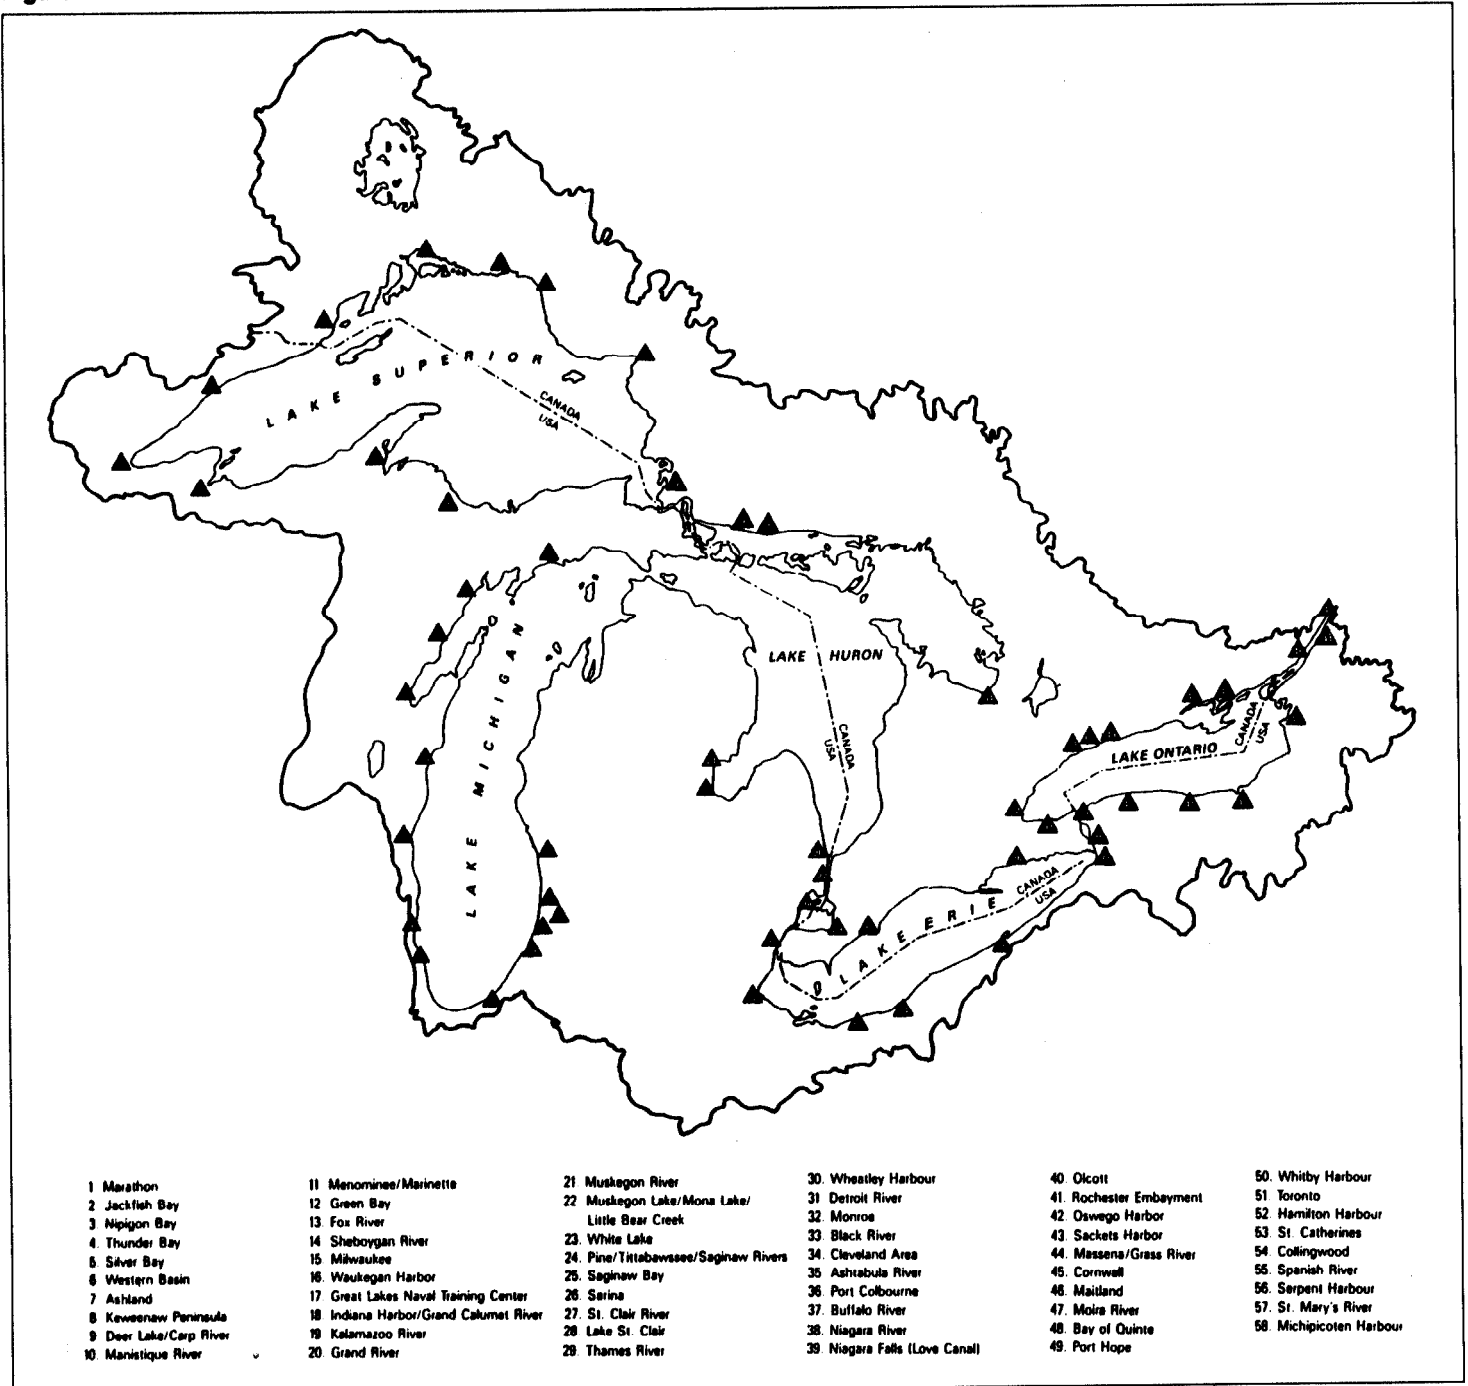 LAKE SUPERIOR
CANADA
USA
LAKE MICHIGAN
LAKE HURON
CANADA
USA
LAKE ONTARIO
CANADA
USA
LAKE ERIE
CANADA
USA
1 Marathon
2 Jackfish Bay
3 Nipigon Bay
4. Thunder Bay
5. Silver Bay
6 Western Basin
7 Ashland
8 Keweenaw Peninsula
9 Deer Lake/Carp River
10. Manistique River
11 Menominee/Marinette
12 Green Bay
13. Fox River
14 Sheboygan River
15 Milwaukee
16. Waukegan Harbor
17 Great Lakes Naval Training Center
18 Indiana Harbor/Grand Calumet River
19 Kalamazoo River
20. Grand River
21 Muskegon River
22 Muskegon Lake/Mona Lake/
Little Bear Creek
23. White Lake
24. Pine/Tittabawssee/Saginaw Rivers
25. Saginaw Bay
26. Sarina
27. St. Clair River
28 Lake St. Clair
29. Thames River
30. Wheatley Harbour
31 Detroit River
32 Monroe
33 Black River
34. Cleveland Area
35 Ashtabula River
36. Port Colbourne
37. Buffalo River
38. Niagara River
39. Niagara Falls (Love Canal)
40. Olcott
41. Rochester Embayment
42. Oswego Harbor
43. Sackets Harbor
44. Massena/Grass River
45. Cornwall
46. Maitland
47. Moira River
48. Bay of Quinte
49. Port Hope
50. Whitby Harbour
51. Toronto
52. Hamilton Harbour
53. St. Catherines
54. Collingwood
55. Spanish River
56. Serpent Harbour
57. St. Mary's River
58. Michipicoten Harbour